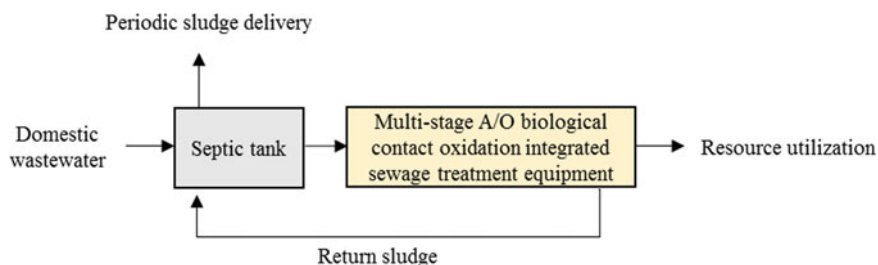 Periodic sludge delivery
Domestic
wastewater
Septic tank
Multi-stage A/O biological
contact oxidation integrated
sewage treatment equipment
Resource utilization
Return sludge